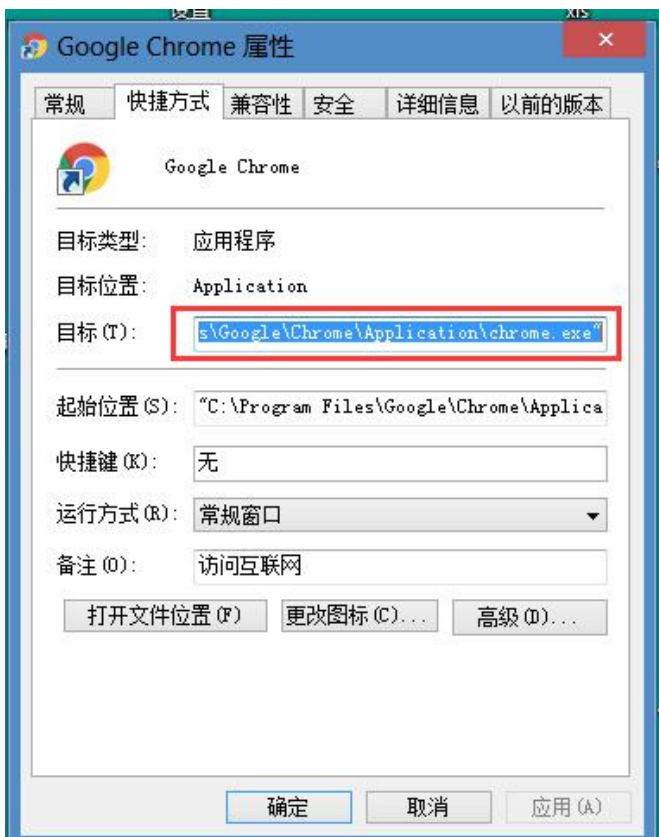 设置
xls
Google Chrome 属性
常规 快捷方式 兼容性 安全 详细信息 以前的版本
Google Chrome
目标类型: 应用程序
目标位置: Application
目标(T): s\Google\Chrome\Application\chrome.exe"
起始位置(S): "C:\Program Files\Google\Chrome\Applica
快捷键(K): 无
运行方式(R): 常规窗口
备注(O): 访问互联网
打开文件位置(F) 更改图标(C)... 高级(D)...
确定 取消 应用(A)